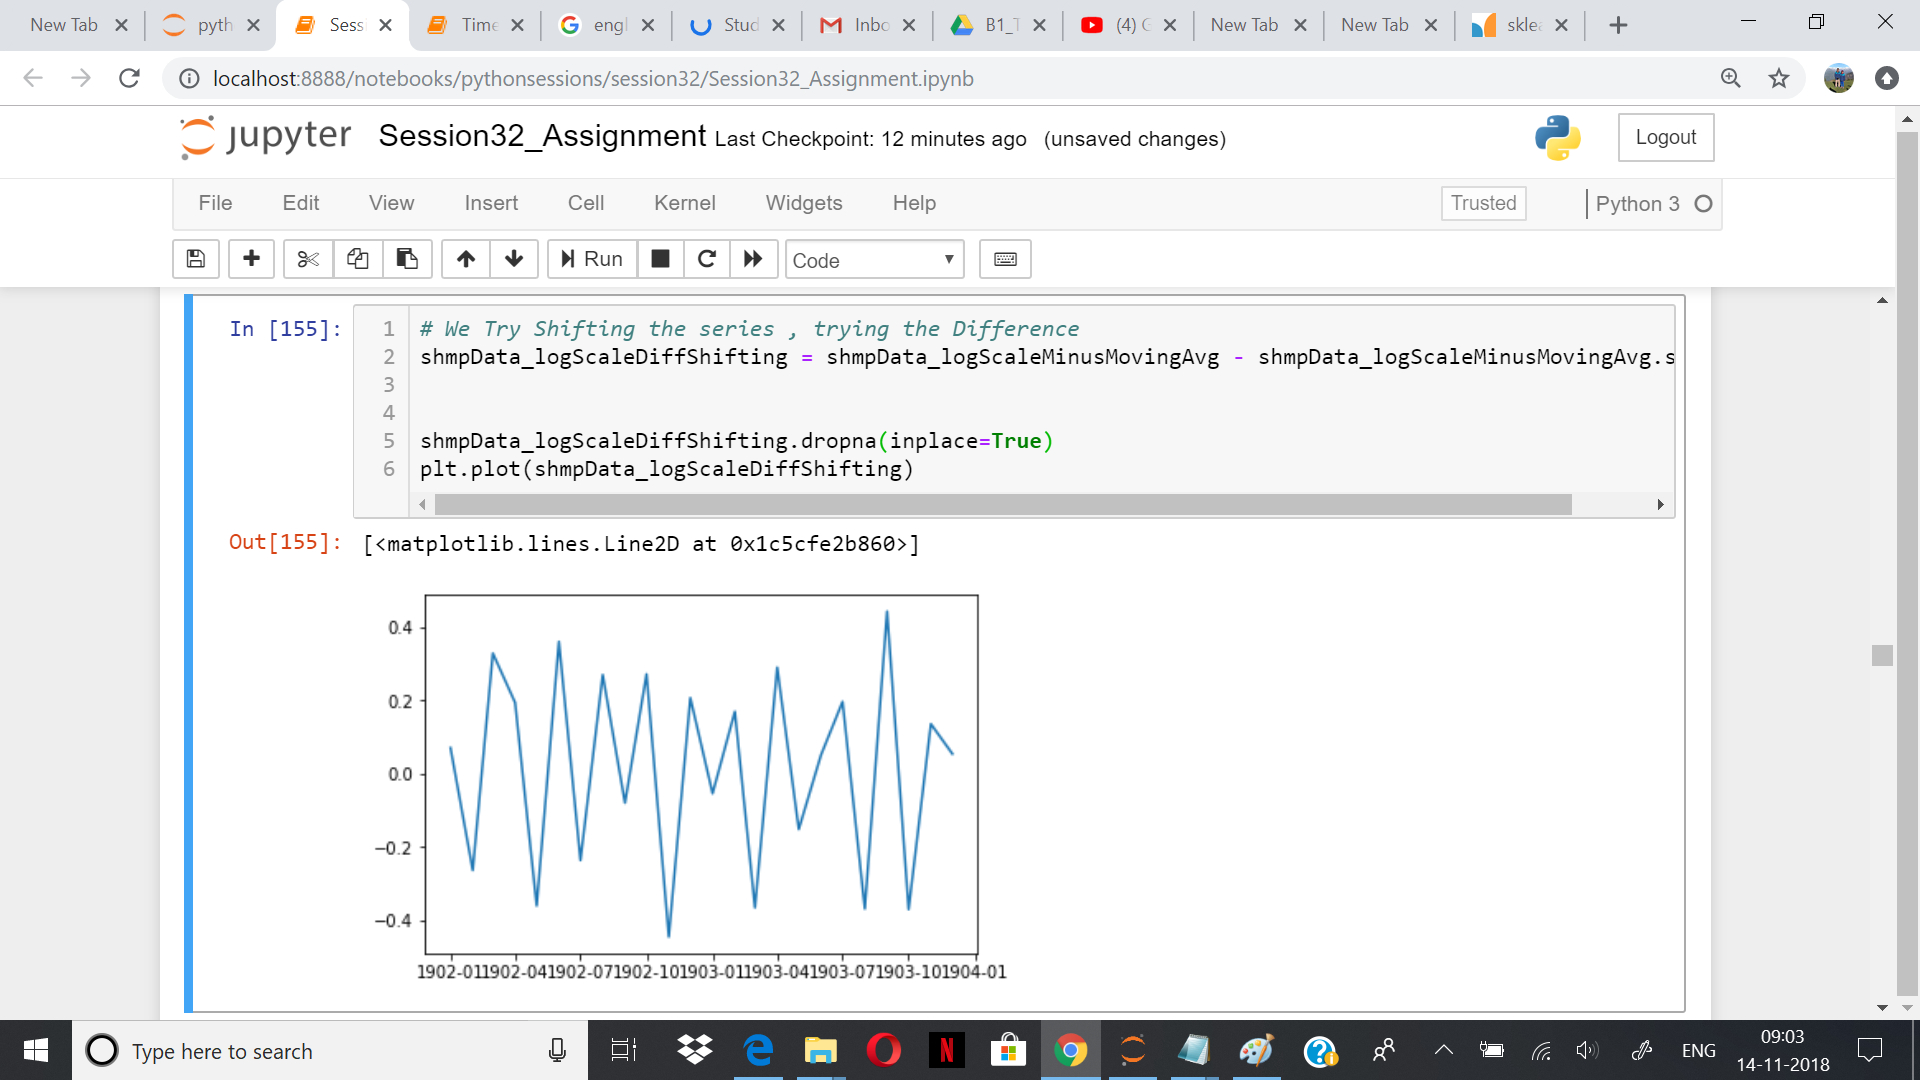 New Tab pyth Sess Time engl Stud Inbo B1_T (4) G New Tab New Tab sklea
localhost:8888/notebooks/pythonsessions/session32/Session32_Assignment.ipynb
jupyter Session32_Assignment Last Checkpoint: 12 minutes ago (unsaved changes) Logout
File Edit View Insert Cell Kernel Widgets Help Trusted Python 3
Run Code
In [155]:
1 # We Try Shifting the series , trying the Difference
2 shmpData_logScaleDiffShifting = shmpData_logScaleMinusMovingAvg - shmpData_logScaleMinusMovingAvg.s
3
4
5 shmpData_logScaleDiffShifting.dropna(inplace=True)
6 plt.plot(shmpData_logScaleDiffShifting)
Out[155]: [<matplotlib.lines.Line2D at 0x1c5cfe2b860>]
0.4
0.2
0.0
−0.2
−0.4
1902-01 1902-04 1902-07 1902-10 1903-01 1903-04 1903-07 1903-10 1904-01
Type here to search
N
ENG
09:03
14-11-2018